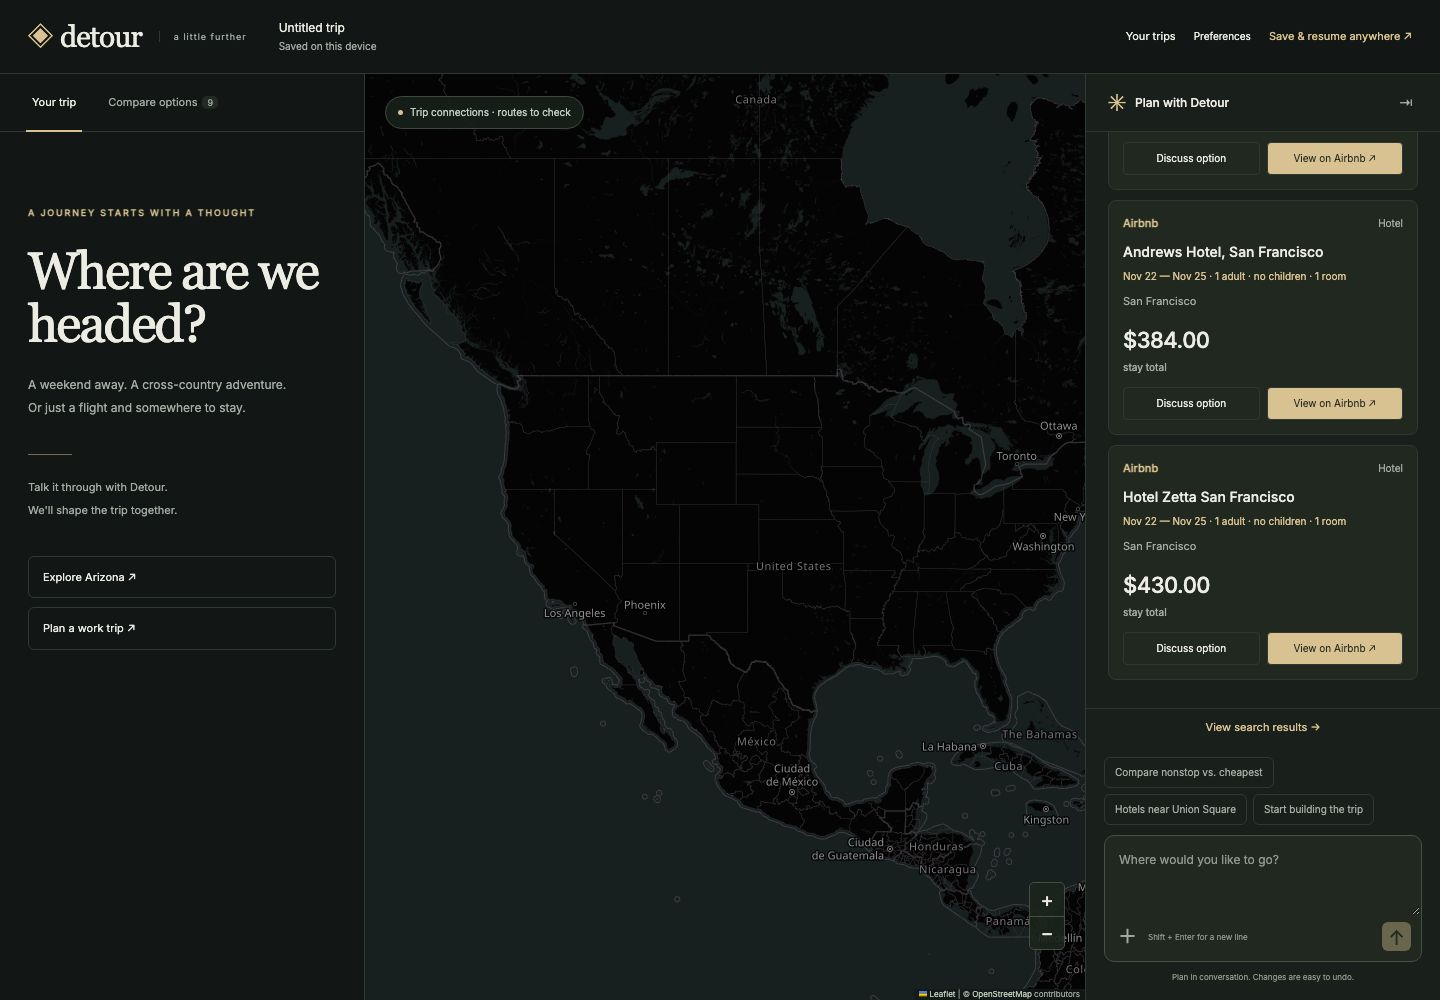 detour
a little further
Untitled trip
Saved on this device
Your trips
Preferences
Save & resume anywhere ↗
Your trip
Compare options 9
A JOURNEY STARTS WITH A THOUGHT
Where are we
headed?
A weekend away. A cross-country adventure.
Or just a flight and somewhere to stay.
Talk it through with Detour.
We'll shape the trip together.
Explore Arizona ↗
Plan a work trip ↗
Trip connections · routes to check
Canada
Ottawa
Toronto
New Y
Washington
United States
Los Angeles
Phoenix
México
Ciudad
de México
La Habana
The Bahamas
Cuba
Kingston
Ciudad
de Guatemala
Honduras
Nicaragua
Panamá
M
dellín
Col
+
−
Leaflet | © OpenStreetMap contributors
Plan with Detour
Discuss option
View on Airbnb ↗
Airbnb
Hotel
Andrews Hotel, San Francisco
Nov 22 — Nov 25 · 1 adult · no children · 1 room
San Francisco
$384.00
stay total
Discuss option
View on Airbnb ↗
Airbnb
Hotel
Hotel Zetta San Francisco
Nov 22 — Nov 25 · 1 adult · no children · 1 room
San Francisco
$430.00
stay total
Discuss option
View on Airbnb ↗
View search results →
Compare nonstop vs. cheapest
Hotels near Union Square
Start building the trip
Where would you like to go?
Shift + Enter for a new line
Plan in conversation. Changes are easy to undo.